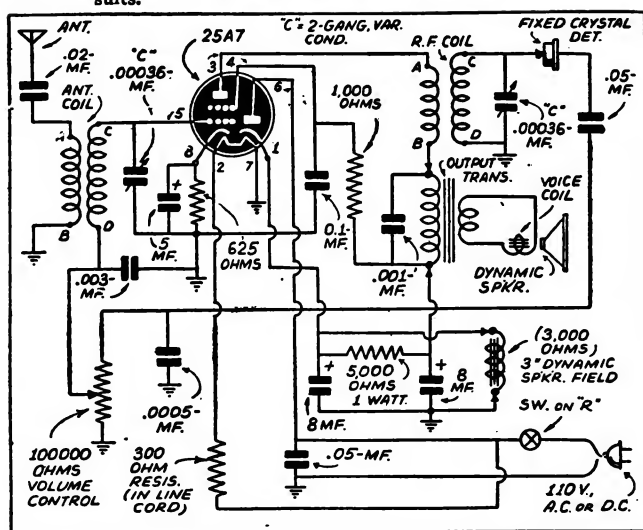 suits.
ANT.
.02-
MF.
ANT.
COIL
A
B
C
D
"C"
.00036-
MF.
25A7
3
4
5
6
8
2
7
1
"C"= 2-GANG, VAR.
COND.
1,000
OHMS
R.F. COIL
A
B
C
D
FIXED CRYSTAL
DET.
.05-
MF.
"C"
.00036-
MF.
OUTPUT
TRANS.
VOICE
COIL
DYNAMIC
SPKR.
+
.5
MF.
625
OHMS
0.1-
MF.
.001-
MF.
.003-
MF.
.0005-
MF.
100000
OHMS
VOLUME
CONTROL
300
OHM
RESIS.
(IN LINE
CORD)
+
8 MF.
5,000
OHMS
1 WATT.
+
8
MF.
(3,000
OHMS)
3" DYNAMIC
SPKR. FIELD
SW. ON "R"
.05-MF.
110 V.,
A.C. OR D.C.